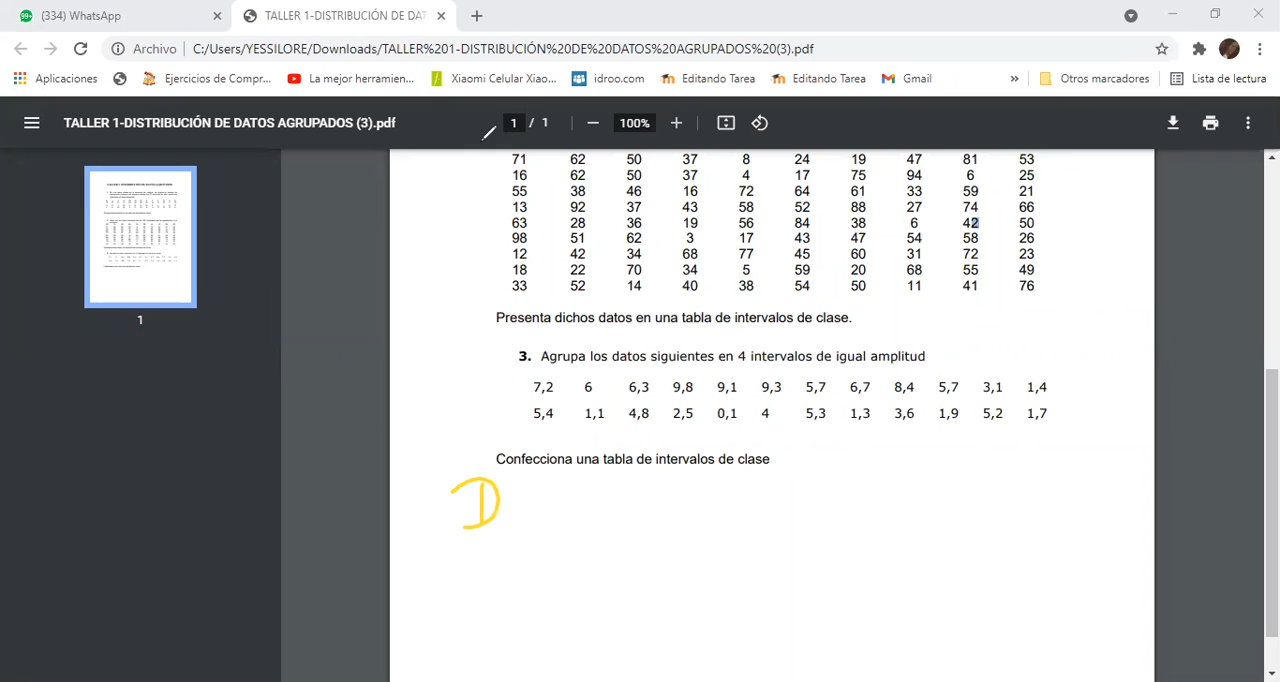 99+ (334) WhatsApp TALLER 1-DISTRIBUCIÓN DE DAT
Archivo C:/Users/YESSILORE/Downloads/TALLER%201-DISTRIBUCIÓN%20DE%20DATOS%20AGRUPADOS%20(3).pdf
Aplicaciones Ejercicios de Compr... La mejor herramien... Xiaomi Celular Xiao... idroo.com Editando Tarea Editando Tarea Gmail » Otros marcadores Lista de lectura
TALLER 1-DISTRIBUCIÓN DE DATOS AGRUPADOS (3).pdf 1 / 1 100%
71 62 50 37 8 24 19 47 81 53
16 62 50 37 4 17 75 94 6 25
55 38 46 16 72 64 61 33 59 21
13 92 37 43 58 52 88 27 74 66
63 28 36 19 56 84 38 6 42 50
98 51 62 3 17 43 47 54 58 26
12 42 34 68 77 45 60 31 72 23
18 22 70 34 5 59 20 68 55 49
33 52 14 40 38 54 50 11 41 76
Presenta dichos datos en una tabla de intervalos de clase.
3. Agrupa los datos siguientes en 4 intervalos de igual amplitud
7,2 6 6,3 9,8 9,1 9,3 5,7 6,7 8,4 5,7 3,1 1,4
5,4 1,1 4,8 2,5 0,1 4 5,3 1,3 3,6 1,9 5,2 1,7
Confecciona una tabla de intervalos de clase
D
1